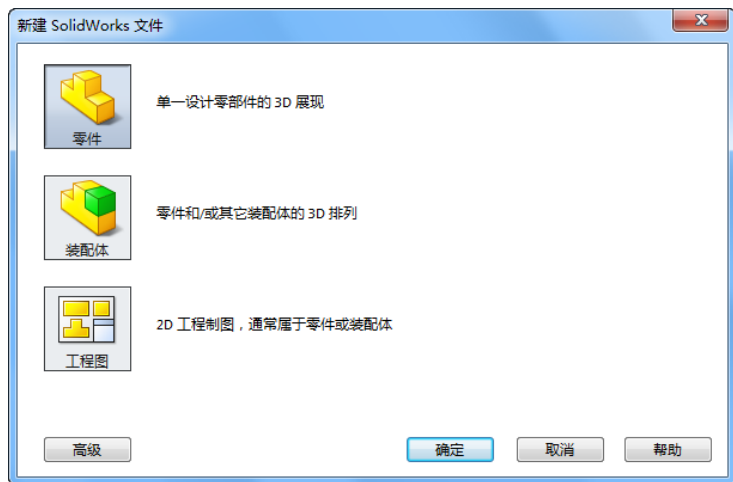 新建 SolidWorks 文件
零件
单一设计零部件的 3D 展现
装配体
零件和/或其它装配体的 3D 排列
工程图
2D 工程制图，通常属于零件或装配体
高级
确定
取消
帮助